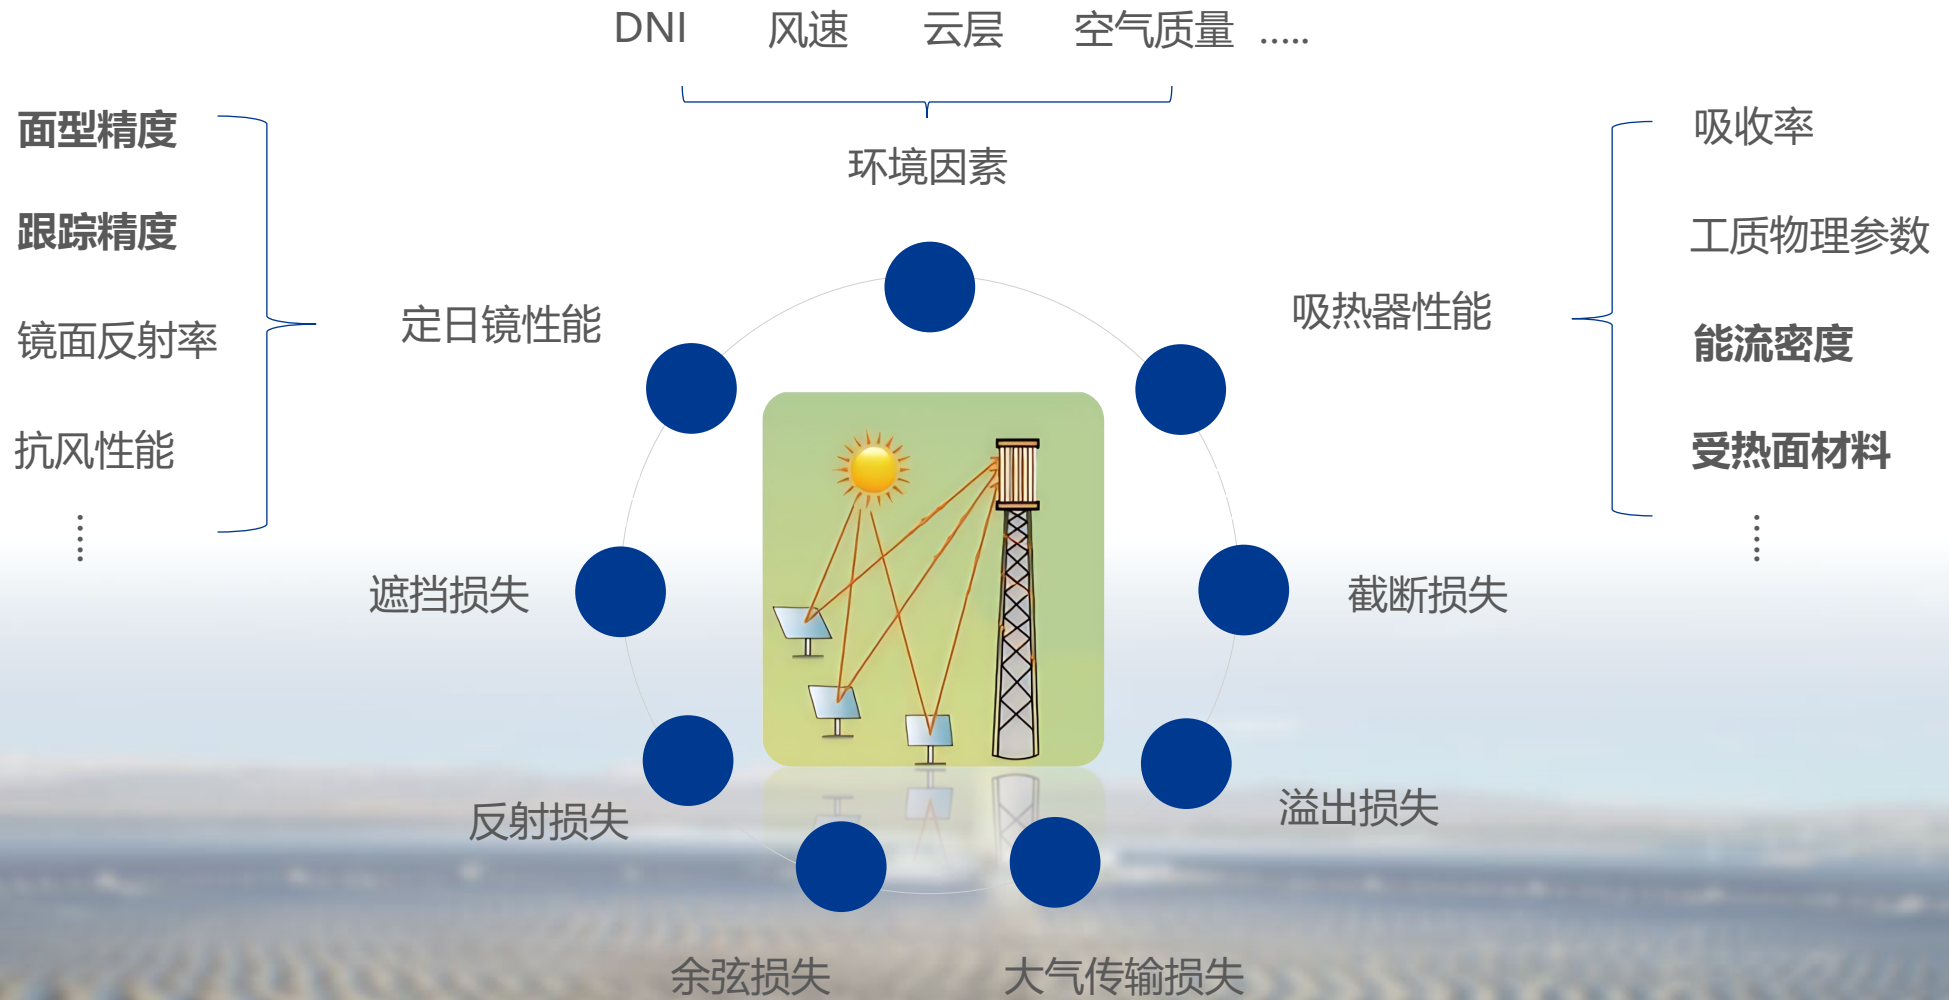 DNI 风速 云层 空气质量 .....
环境因素
面型精度
跟踪精度
镜面反射率
抗风性能
......
定日镜性能
吸热器性能
吸收率
工质物理参数
能流密度
受热面材料
......
遮挡损失
截断损失
反射损失
溢出损失
余弦损失
大气传输损失